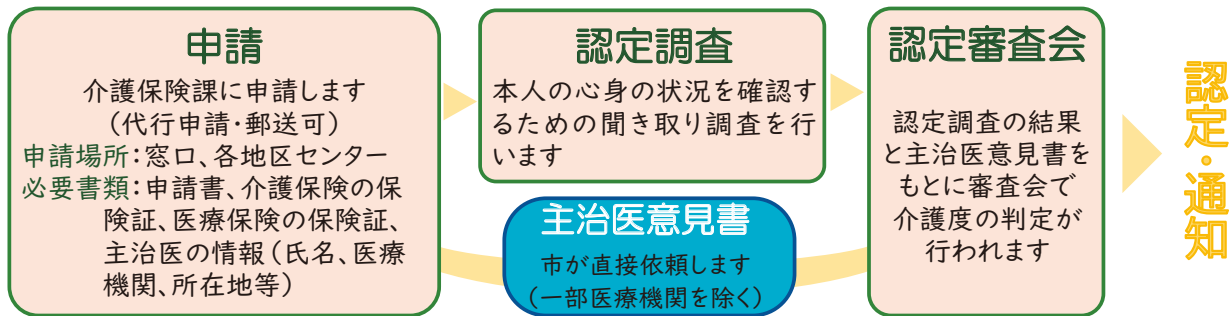 申請
介護保険課に申請します
（代行申請・郵送可）
申請場所：窓口、各地区センター
必要書類：申請書、介護保険の保
険証、医療保険の保険証、
主治医の情報（氏名、医療
機関、所在地等）
認定調査
本人の心身の状況を確認す
るための聞き取り調査を行
います
主治医意見書
市が直接依頼します
（一部医療機関を除く）
認定審査会
認定調査の結果
と主治医意見書を
もとに審査会で
介護度の判定が
行われます
認定・通知